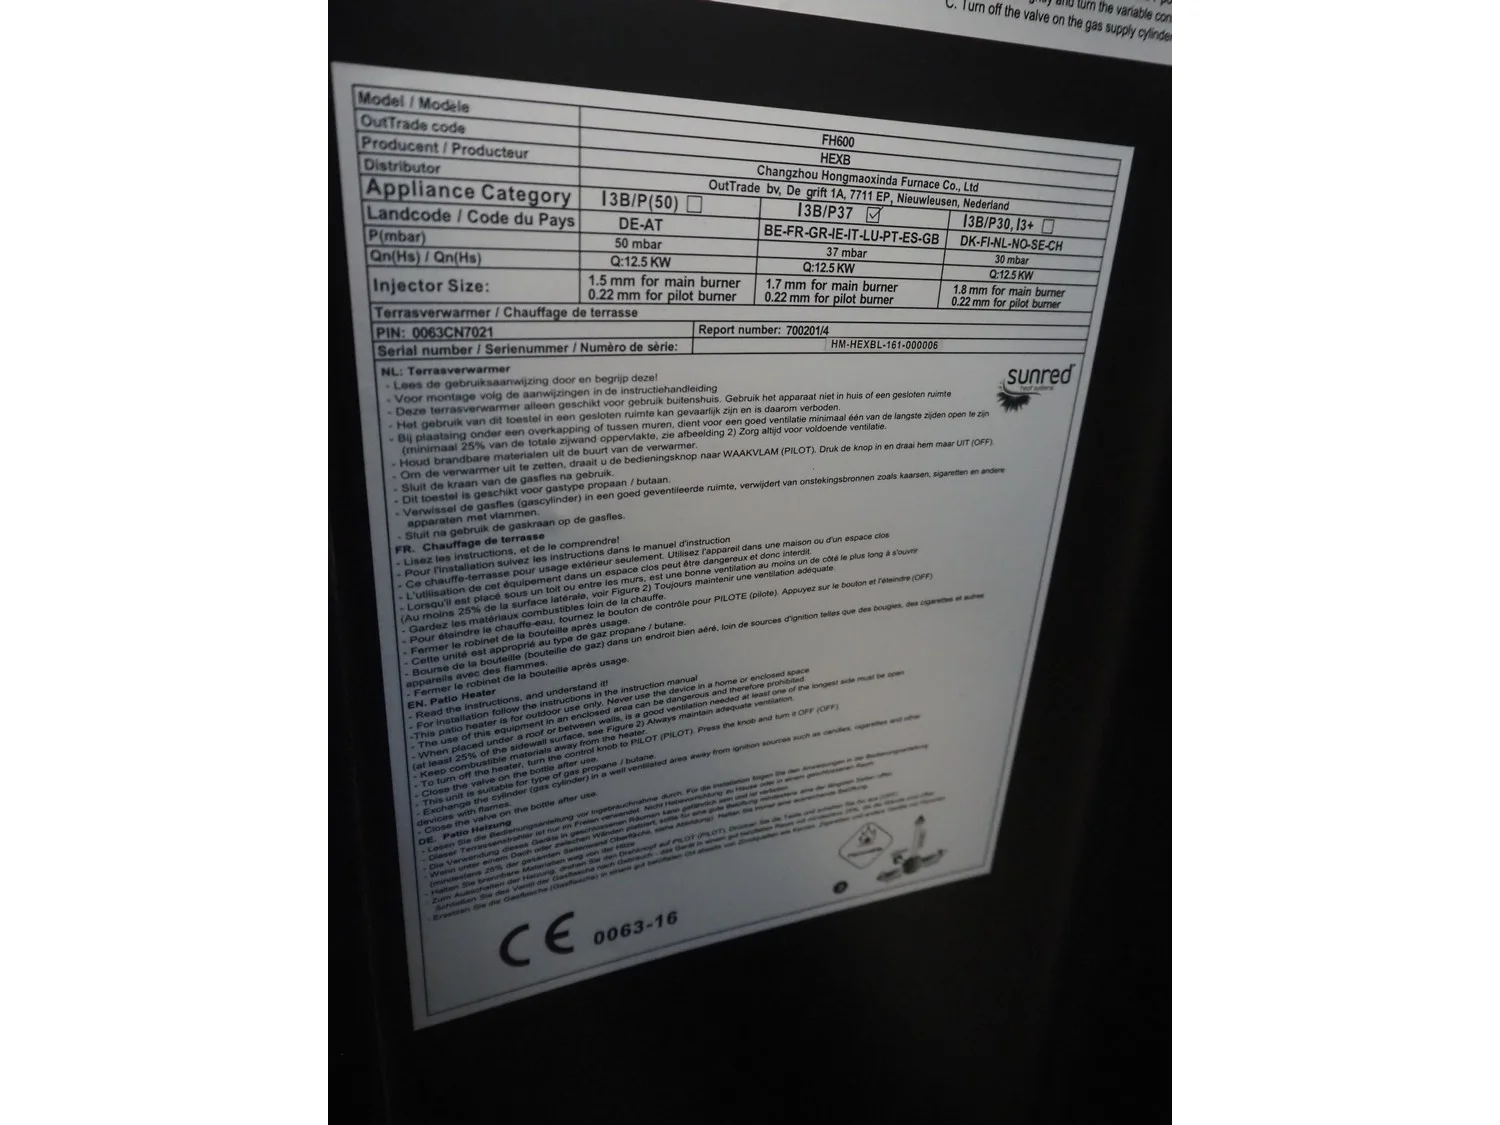 and turn the variable con
C. Turn off the valve on the gas supply cylinde
Model / Modèle FH600
OutTrade code HEXB
Producent / Producteur Changzhou Hongmaoxinda Furnace Co., Ltd
Distributor OutTrade bv, De grift 1A, 7711 EP, Nieuwleusen, Nederland
Appliance Category I3B/P(50) I3B/P37 I3B/P30, I3+
Landcode / Code du Pays DE-AT BE-FR-GR-IE-IT-LU-PT-ES-GB DK-FI-NL-NO-SE-CH
P(mbar) 50 mbar 37 mbar 30 mbar
Qn(Hs) / Qn(Hs) Q:12.5 KW Q:12.5 KW Q:12.5 KW
Injector Size: 1.5 mm for main burner 1.7 mm for main burner 1.8 mm for main burner
0.22 mm for pilot burner 0.22 mm for pilot burner 0.22 mm for pilot burner
Terrasverwarmer / Chauffage de terrasse
PIN: 0063CN7021 Report number: 700201/4
Serial number / Serienummer / Numèro de sèrie: HM-HEXBL-161-000006
sunred
heat systems
NL: Terrasverwarmer
- Lees de gebruiksaanwijzing door en begrijp deze!
- Voor montage volg de aanwijzingen in de instructiehandleiding
- Deze terrasverwarmer alleen geschikt voor gebruik buitenshuis. Gebruik het apparaat niet in huis of een gesloten ruimte
- Het gebruik van dit toestel in een gesloten ruimte kan gevaarlijk zijn en is daarom verboden.
- Bij plaatsing onder een overkapping of tussen muren, dient voor een goed ventilatie minimaal één van de langste zijden open te zijn
(minimaal 25% van de totale zijwand oppervlakte, zie afbeelding 2) Zorg altijd voor voldoende ventilatie.
- Houd brandbare materialen uit de buurt van de verwarmer.
- Om de verwarmer uit te zetten, draait u de bedieningsknop naar WAAKVLAM (PILOT). Druk de knop in en draai hem maar UIT (OFF).
- Sluit de kraan van de gasfles na gebruik.
- Dit toestel is geschikt voor gastype propaan / butaan.
- Verwissel de gasfles (gascylinder) in een goed geventileerde ruimte, verwijdert van onstekingsbronnen zoals kaarsen, sigaretten en andere
apparaten met vlammen.
- Sluit na gebruik de gaskraan op de gasfles.
FR. Chauffage de terrasse
- Lisez les instructions, et de le comprendre!
- Pour l'installation suivez les instructions dans le manuel d'instruction
- Ce chauffe-terrasse pour usage extérieur seulement. Utilisez l'appareil dans une maison ou d'un espace clos
- L'utilisation de cet équipement dans un espace clos peut être dangereux et donc interdit.
- Lorsqu'il est placé sous un toit ou entre les murs, est une bonne ventilation au moins un de côté le plus long à s'ouvrir
(Au moins 25% de la surface latérale, voir Figure 2) Toujours maintenir une ventilation adéquate.
- Gardez les matériaux combustibles loin de la chauffe.
- Pour éteindre le chauffe-eau, tournez le bouton de contrôle pour PILOTE (pilote). Appuyez sur le bouton et l'éteindre (OFF)
- Fermer le robinet de la bouteille après usage.
- Cette unité est approprié au type de gaz propane / butane.
- Bourse de la bouteille (bouteille de gaz) dans un endroit bien aéré, loin de sources d'ignition telles que des bougies, des cigarettes et autres
appareils avec des flammes.
- Fermer le robinet de la bouteille après usage.
EN. Patio Heater
- Read the instructions, and understand it!
- For installation follow the instructions in the instruction manual
-This patio heater is for outdoor use only. Never use the device in a home or enclosed space
- The use of this equipment in an enclosed area can be dangerous and therefore prohibited.
- When placed under a roof or between walls, is a good ventilation needed at least one of the longest side must be open
(at least 25% of the sidewall surface, see Figure 2) Always maintain adequate ventilation.
- Keep combustible materials away from the heater.
- To turn off the heater, turn the control knob to PILOT (PILOT). Press the knob and turn it OFF (OFF)
- Close the valve on the bottle after use.
- This unit is suitable for type of gas propane / butane.
- Exchange the cylinder (gas cylinder) in a well ventilated area away from ignition sources such as candles, cigarettes and other
devices with flames.
- Close the valve on the bottle after use.
DE. Patio Heizung
- Lesen Sie die Bedienungsanleitung vor Ingebrauchnahme durch. Für die Installation folgen Sie den Anweisungen in der Bedienungsanleitung
CE 0063-16